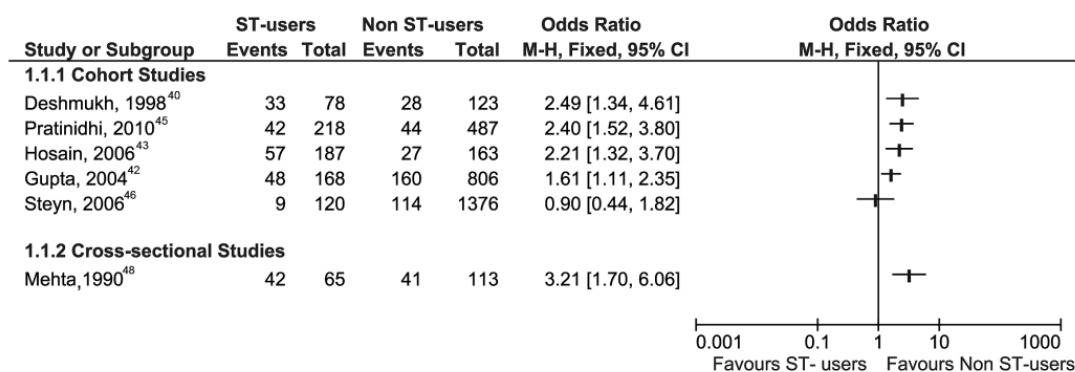 ST-users Non ST-users Odds Ratio Odds Ratio
Study or Subgroup Events Total Events Total M-H, Fixed, 95% CI M-H, Fixed, 95% CI
1.1.1 Cohort Studies
Deshmukh, 1998⁴⁰ 33 78 28 123 2.49 [1.34, 4.61]
Pratinidhi, 2010⁴⁵ 42 218 44 487 2.40 [1.52, 3.80]
Hosain, 2006⁴³ 57 187 27 163 2.21 [1.32, 3.70]
Gupta, 2004⁴² 48 168 160 806 1.61 [1.11, 2.35]
Steyn, 2006⁴⁶ 9 120 114 1376 0.90 [0.44, 1.82]
1.1.2 Cross-sectional Studies
Mehta,1990⁴⁸ 42 65 41 113 3.21 [1.70, 6.06]
0.001 0.1 1 10 1000
Favours ST- users Favours Non ST-users